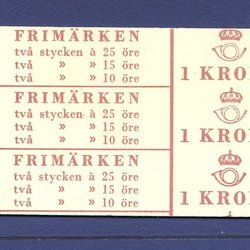 FRIMÄRKEN
två stycken à 25 öre
två » » 15 öre
två » » 10 öre
1 KRO
FRIMÄRKEN
två stycken à 25 öre
två » » 15 öre
två » » 10 öre
1 KRO
FRIMÄRKEN
två stycken à 25 öre
två » » 15 öre
två » » 10 öre
1 KRO